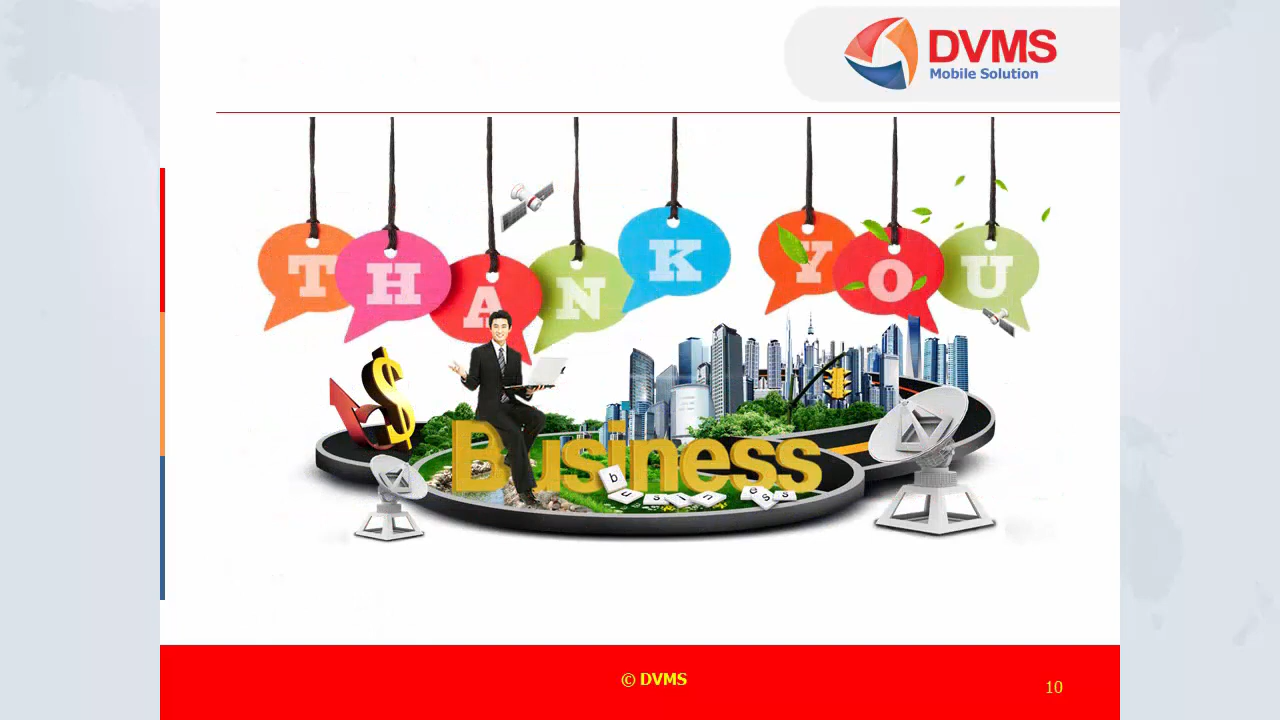 DVMS
Mobile Solution
THANK YOU
Business
business
© DVMS
10